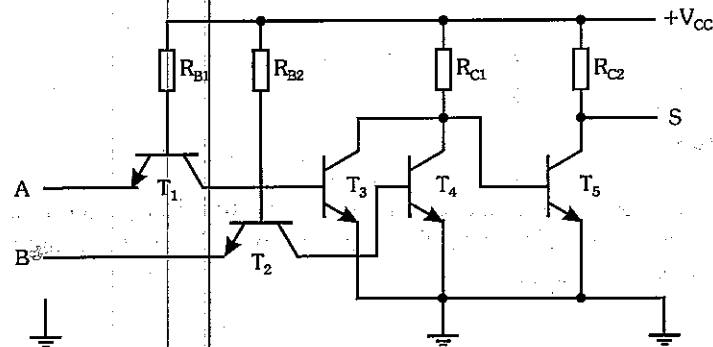 +V_CC
R_B1
R_B2
R_C1
R_C2
S
A
T_1
T_3
T_4
T_5
B
T_2